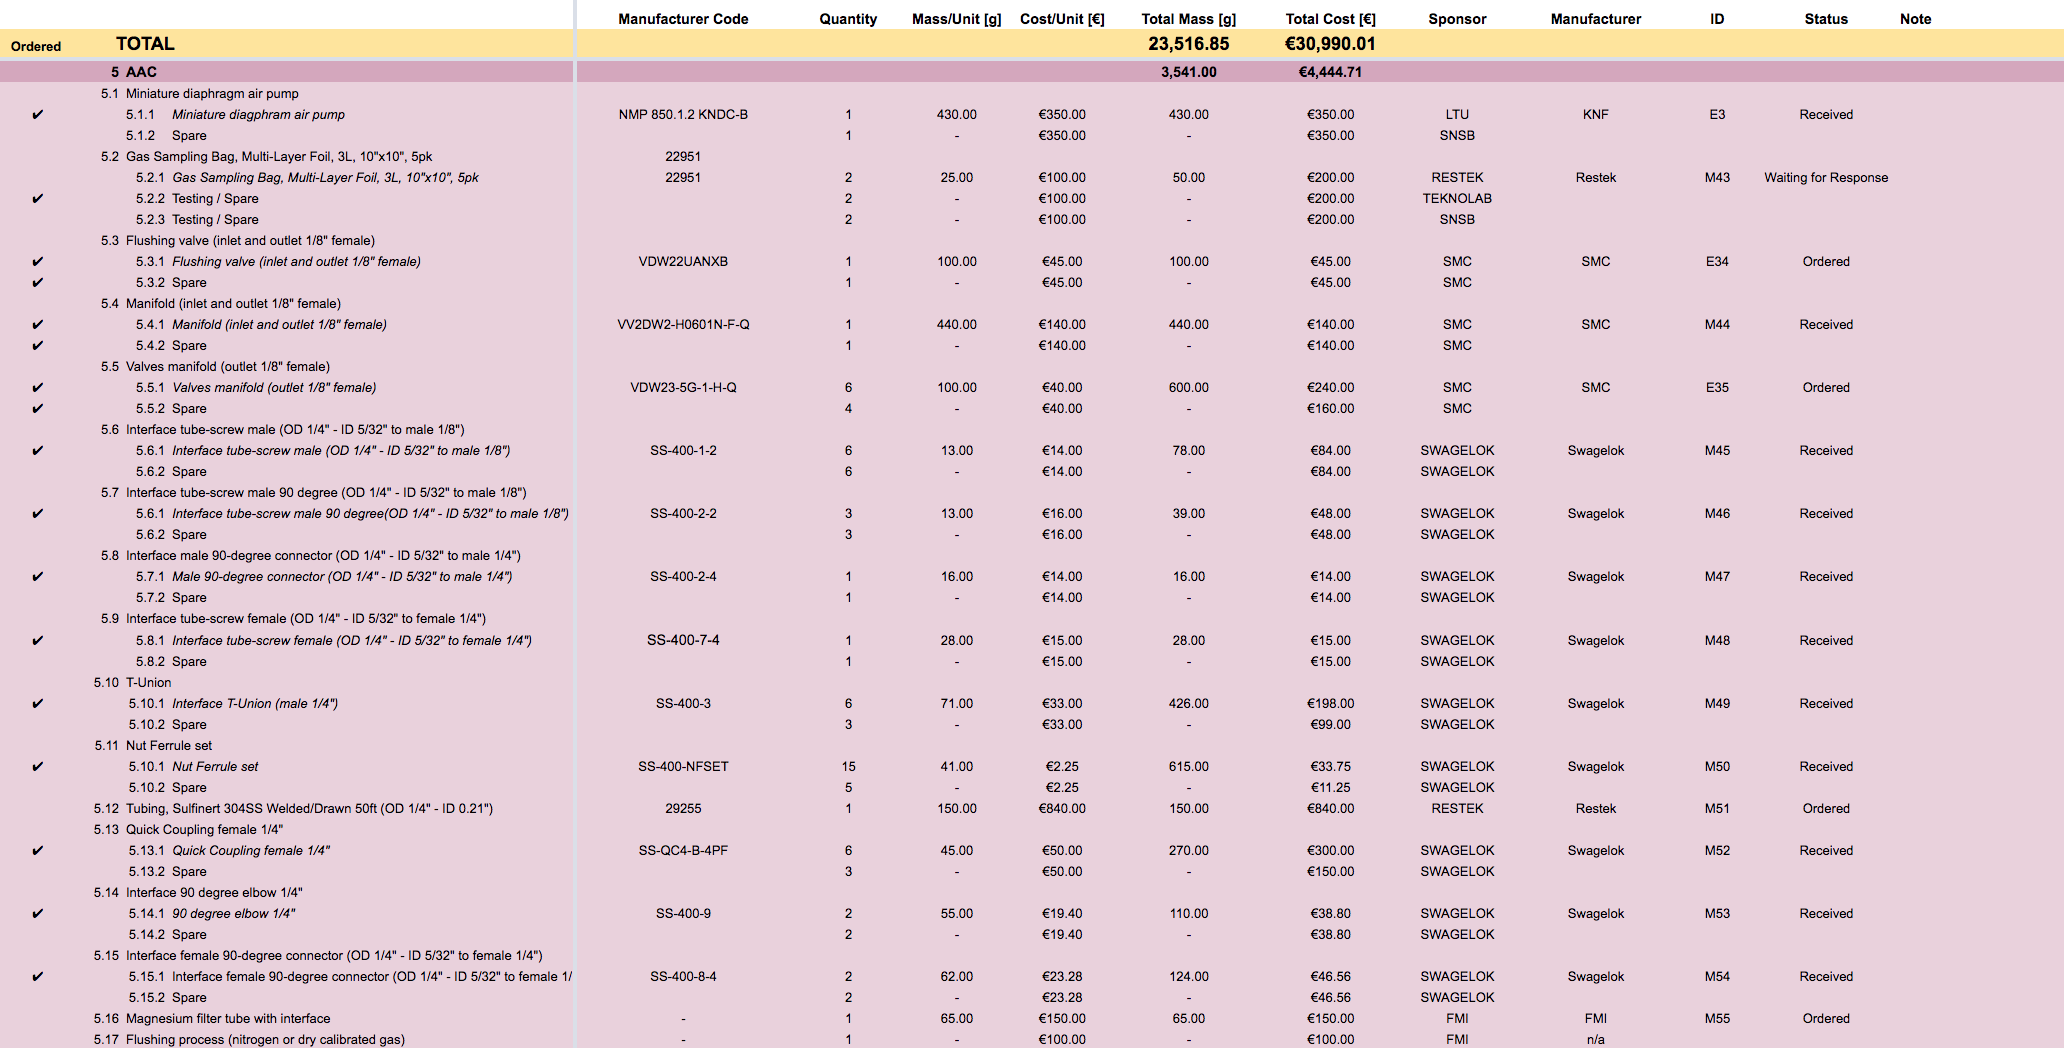 Manufacturer Code Quantity Mass/Unit [g] Cost/Unit [€] Total Mass [g] Total Cost [€] Sponsor Manufacturer ID Status Note
Ordered TOTAL 23,516.85 €30,990.01
5 AAC 3,541.00 €4,444.71
5.1 Miniature diaphragm air pump
✔ 5.1.1 Miniature diagphram air pump NMP 850.1.2 KNDC-B 1 430.00 €350.00 430.00 €350.00 LTU KNF E3 Received
5.1.2 Spare 1 - €350.00 - €350.00 SNSB
5.2 Gas Sampling Bag, Multi-Layer Foil, 3L, 10"x10", 5pk 22951
5.2.1 Gas Sampling Bag, Multi-Layer Foil, 3L, 10"x10", 5pk 22951 2 25.00 €100.00 50.00 €200.00 RESTEK Restek M43 Waiting for Response
✔ 5.2.2 Testing / Spare 2 - €100.00 - €200.00 TEKNOLAB
5.2.3 Testing / Spare 2 - €100.00 - €200.00 SNSB
5.3 Flushing valve (inlet and outlet 1/8" female)
✔ 5.3.1 Flushing valve (inlet and outlet 1/8" female) VDW22UANXB 1 100.00 €45.00 100.00 €45.00 SMC SMC E34 Ordered
✔ 5.3.2 Spare 1 - €45.00 - €45.00 SMC
5.4 Manifold (inlet and outlet 1/8" female)
✔ 5.4.1 Manifold (inlet and outlet 1/8" female) VV2DW2-H0601N-F-Q 1 440.00 €140.00 440.00 €140.00 SMC SMC M44 Received
✔ 5.4.2 Spare 1 - €140.00 - €140.00 SMC
5.5 Valves manifold (outlet 1/8" female)
✔ 5.5.1 Valves manifold (outlet 1/8" female) VDW23-5G-1-H-Q 6 100.00 €40.00 600.00 €240.00 SMC SMC E35 Ordered
✔ 5.5.2 Spare 4 - €40.00 - €160.00 SMC
5.6 Interface tube-screw male (OD 1/4" - ID 5/32" to male 1/8")
✔ 5.6.1 Interface tube-screw male (OD 1/4" - ID 5/32" to male 1/8") SS-400-1-2 6 13.00 €14.00 78.00 €84.00 SWAGELOK Swagelok M45 Received
5.6.2 Spare 6 - €14.00 - €84.00 SWAGELOK
5.7 Interface tube-screw male 90 degree (OD 1/4" - ID 5/32" to male 1/8")
✔ 5.6.1 Interface tube-screw male 90 degree(OD 1/4" - ID 5/32" to male 1/8") SS-400-2-2 3 13.00 €16.00 39.00 €48.00 SWAGELOK Swagelok M46 Received
5.6.2 Spare 3 - €16.00 - €48.00 SWAGELOK
5.8 Interface male 90-degree connector (OD 1/4" - ID 5/32" to male 1/4")
✔ 5.7.1 Male 90-degree connector (OD 1/4" - ID 5/32" to male 1/4") SS-400-2-4 1 16.00 €14.00 16.00 €14.00 SWAGELOK Swagelok M47 Received
5.7.2 Spare 1 - €14.00 - €14.00 SWAGELOK
5.9 Interface tube-screw female (OD 1/4" - ID 5/32" to female 1/4")
✔ 5.8.1 Interface tube-screw female (OD 1/4" - ID 5/32" to female 1/4") SS-400-7-4 1 28.00 €15.00 28.00 €15.00 SWAGELOK Swagelok M48 Received
5.8.2 Spare 1 - €15.00 - €15.00 SWAGELOK
5.10 T-Union
✔ 5.10.1 Interface T-Union (male 1/4") SS-400-3 6 71.00 €33.00 426.00 €198.00 SWAGELOK Swagelok M49 Received
5.10.2 Spare 3 - €33.00 - €99.00 SWAGELOK
5.11 Nut Ferrule set
✔ 5.10.1 Nut Ferrule set SS-400-NFSET 15 41.00 €2.25 615.00 €33.75 SWAGELOK Swagelok M50 Received
5.10.2 Spare 5 - €2.25 - €11.25 SWAGELOK
5.12 Tubing, Sulfinert 304SS Welded/Drawn 50ft (OD 1/4" - ID 0.21") 29255 1 150.00 €840.00 150.00 €840.00 RESTEK Restek M51 Ordered
5.13 Quick Coupling female 1/4"
✔ 5.13.1 Quick Coupling female 1/4" SS-QC4-B-4PF 6 45.00 €50.00 270.00 €300.00 SWAGELOK Swagelok M52 Received
5.13.2 Spare 3 - €50.00 - €150.00 SWAGELOK
5.14 Interface 90 degree elbow 1/4"
✔ 5.14.1 90 degree elbow 1/4" SS-400-9 2 55.00 €19.40 110.00 €38.80 SWAGELOK Swagelok M53 Received
5.14.2 Spare 2 - €19.40 - €38.80 SWAGELOK
5.15 Interface female 90-degree connector (OD 1/4" - ID 5/32" to female 1/4")
✔ 5.15.1 Interface female 90-degree connector (OD 1/4" - ID 5/32" to female 1/ SS-400-8-4 2 62.00 €23.28 124.00 €46.56 SWAGELOK Swagelok M54 Received
5.15.2 Spare 2 - €23.28 - €46.56 SWAGELOK
5.16 Magnesium filter tube with interface - 1 65.00 €150.00 65.00 €150.00 FMI FMI M55 Ordered
5.17 Flushing process (nitrogen or dry calibrated gas) - 1 - €100.00 - €100.00 FMI n/a